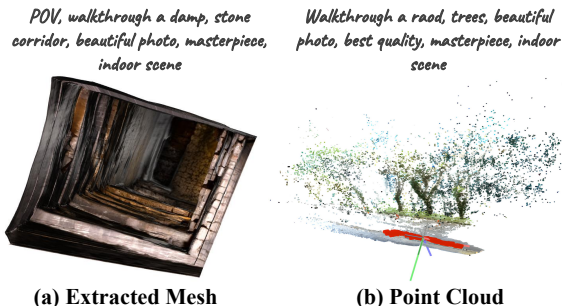 POV, walkthrough a damp, stone
corridor, beautiful photo, masterpiece,
indoor scene
Walkthrough a raod, trees, beautiful
photo, best quality, masterpiece, indoor
scene
(a) Extracted Mesh
(b) Point Cloud